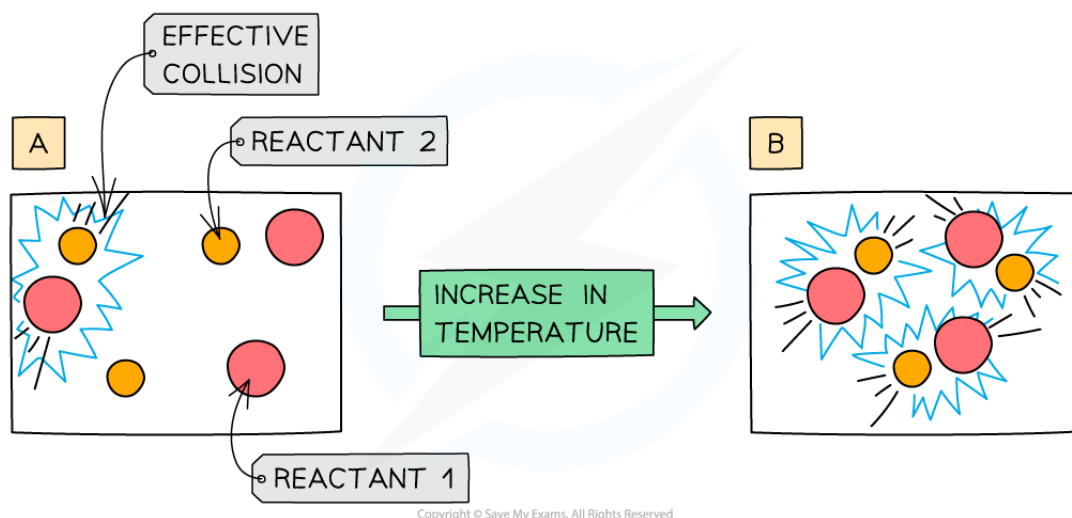 EFFECTIVE
COLLISION
REACTANT 2
A
B
INCREASE IN
TEMPERATURE
REACTANT 1
Copyright © Save My Exams. All Rights Reserved